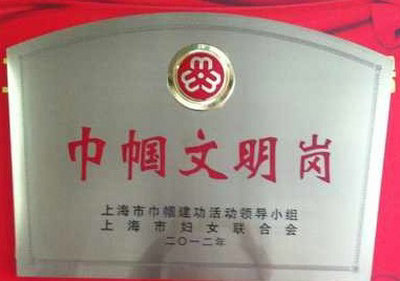 巾帼文明岗
上海市巾帼建功活动领导小组
上海市妇女联合会
二〇一二年